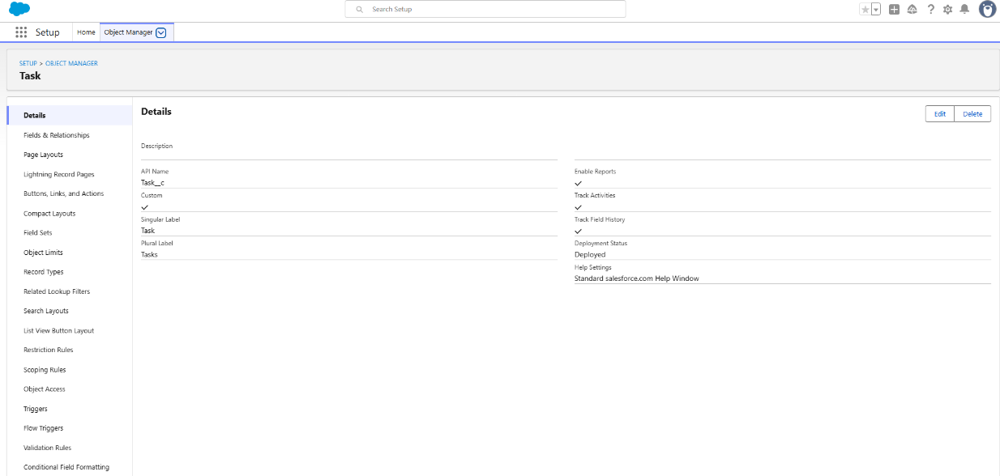 Search Setup
Setup
Home
Object Manager
SETUP > OBJECT MANAGER
Task
Details
Fields & Relationships
Page Layouts
Lightning Record Pages
Buttons, Links, and Actions
Compact Layouts
Field Sets
Object Limits
Record Types
Related Lookup Filters
Search Layouts
List View Button Layout
Restriction Rules
Scoping Rules
Object Access
Triggers
Flow Triggers
Validation Rules
Conditional Field Formatting
Details
Edit
Delete
Description
API Name
Task__c
Custom
Singular Label
Task
Plural Label
Tasks
Enable Reports
Track Activities
Track Field History
Deployment Status
Deployed
Help Settings
Standard salesforce.com Help Window